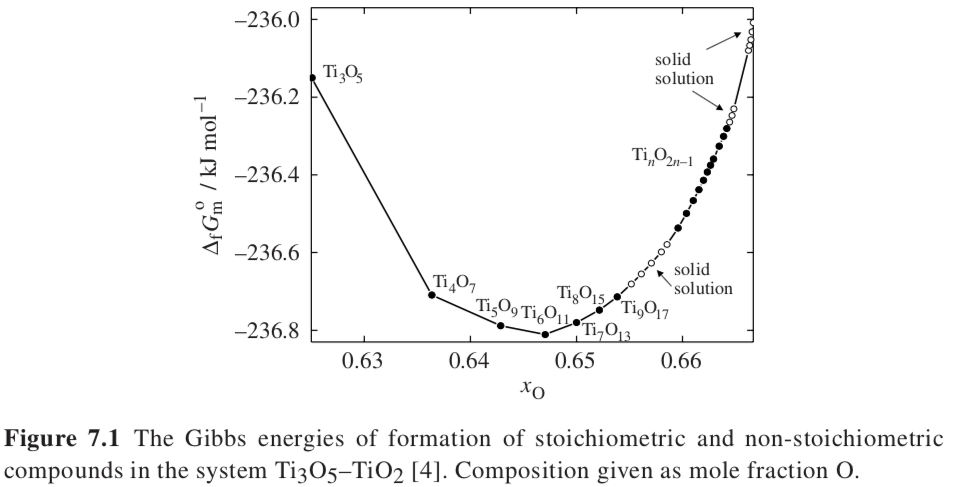 −236.0
−236.2
−236.4
−236.6
−236.8
ΔfG°m / kJ mol⁻¹
Ti₃O₅
Ti₄O₇
Ti₅O₉
Ti₆O₁₁
Ti₇O₁₃
Ti₈O₁₅
Ti₉O₁₇
TiₙO₂ₙ₋₁
solid
solution
solid
solution
0.63
0.64
0.65
0.66
xO
Figure 7.1 The Gibbs energies of formation of stoichiometric and non-stoichiometric
compounds in the system Ti₃O₅–TiO₂ [4]. Composition given as mole fraction O.